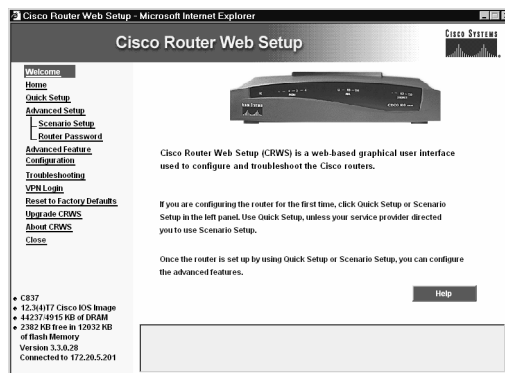 Cisco Router Web Setup - Microsoft Internet Explorer
Cisco Router Web Setup
CISCO SYSTEMS
Welcome
Home
Quick Setup
Advanced Setup
Scenario Setup
Router Password
Advanced Feature
Configuration
Troubleshooting
VPN Login
Reset to Factory Defaults
Upgrade CRWS
About CRWS
Close
C837
12.3(4)T7 Cisco IOS Image
44237/4915 KB of DRAM
2382 KB free in 12032 KB
of flash Memory
Version 3.3.0.28
Connected to 172.20.5.201
Cisco Router Web Setup (CRWS) is a web-based graphical user interface
used to configure and troubleshoot the Cisco routers.
If you are configuring the router for the first time, click Quick Setup or Scenario
Setup in the left panel. Use Quick Setup, unless your service provider directed
you to use Scenario Setup.
Once the router is set up by using Quick Setup or Scenario Setup, you can configure
the advanced features.
Help